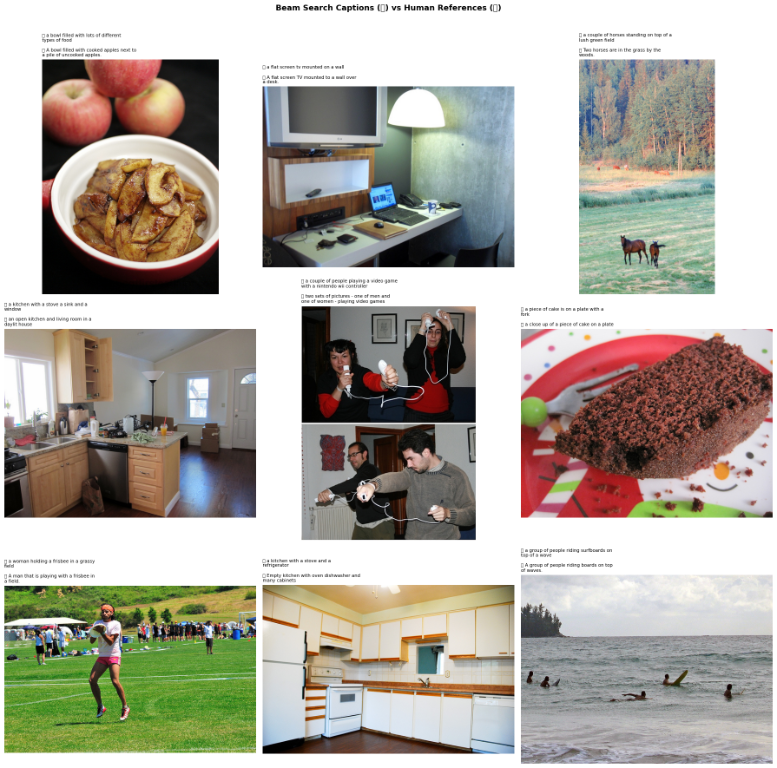 Beam Search Captions (▯) vs Human References (▯)
▯ a bowl filled with lots of different
types of food
▯ A bowl filled with cooked apples next to
a pile of uncooked apples.
▯ a flat screen tv mounted on a wall
▯ A flat screen TV mounted to a wall over
a desk.
▯ a couple of horses standing on top of a
lush green field
▯ Two horses are in the grass by the
woods.
▯ a kitchen with a stove a sink and a
window
▯ an open kitchen and living room in a
daylit house
▯ a couple of people playing a video game
with a nintendo wii controller
▯ two sets of pictures - one of men and
one of women - playing video games
▯ a piece of cake is on a plate with a
fork
▯ a close up of a piece of cake on a plate
▯ a woman holding a frisbee in a grassy
field
▯ A man that is playing with a frisbee in
a field.
▯ a kitchen with a stove and a
refrigerator
▯ Empty kitchen with oven dishwasher and
many cabinets
▯ a group of people riding surfboards on
top of a wave
▯ A group of people riding boards on top
of waves.